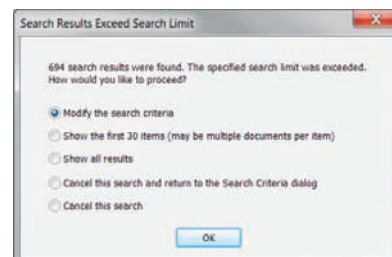 Search Results Exceed Search Limit
694 search results were found. The specified search limit was exceeded.
How would you like to proceed?
Modify the search criteria
Show the first 30 items (may be multiple documents per item)
Show all results
Cancel this search and return to the Search Criteria dialog
Cancel this search
OK